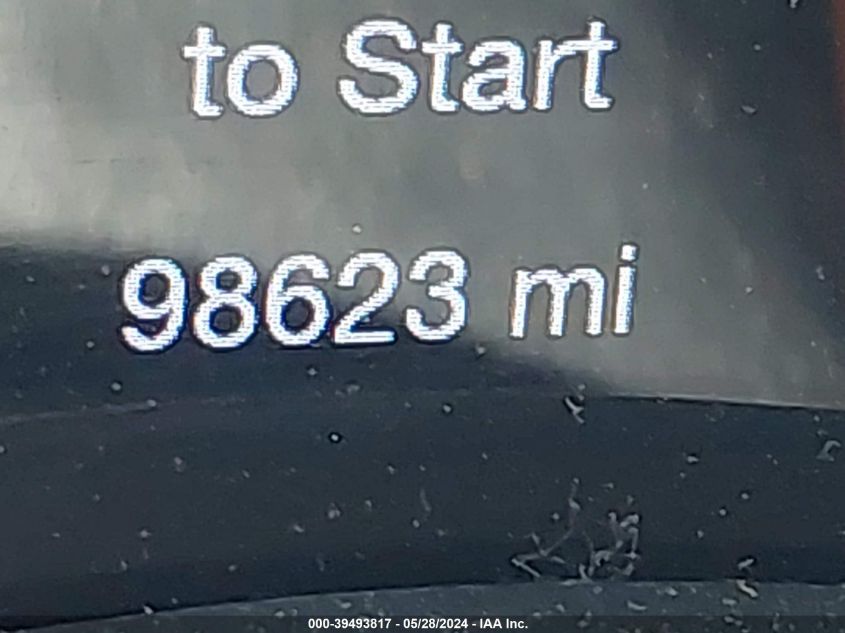 to Start
98623 mi
000-39493817 - 05/28/2024 - IAA Inc.